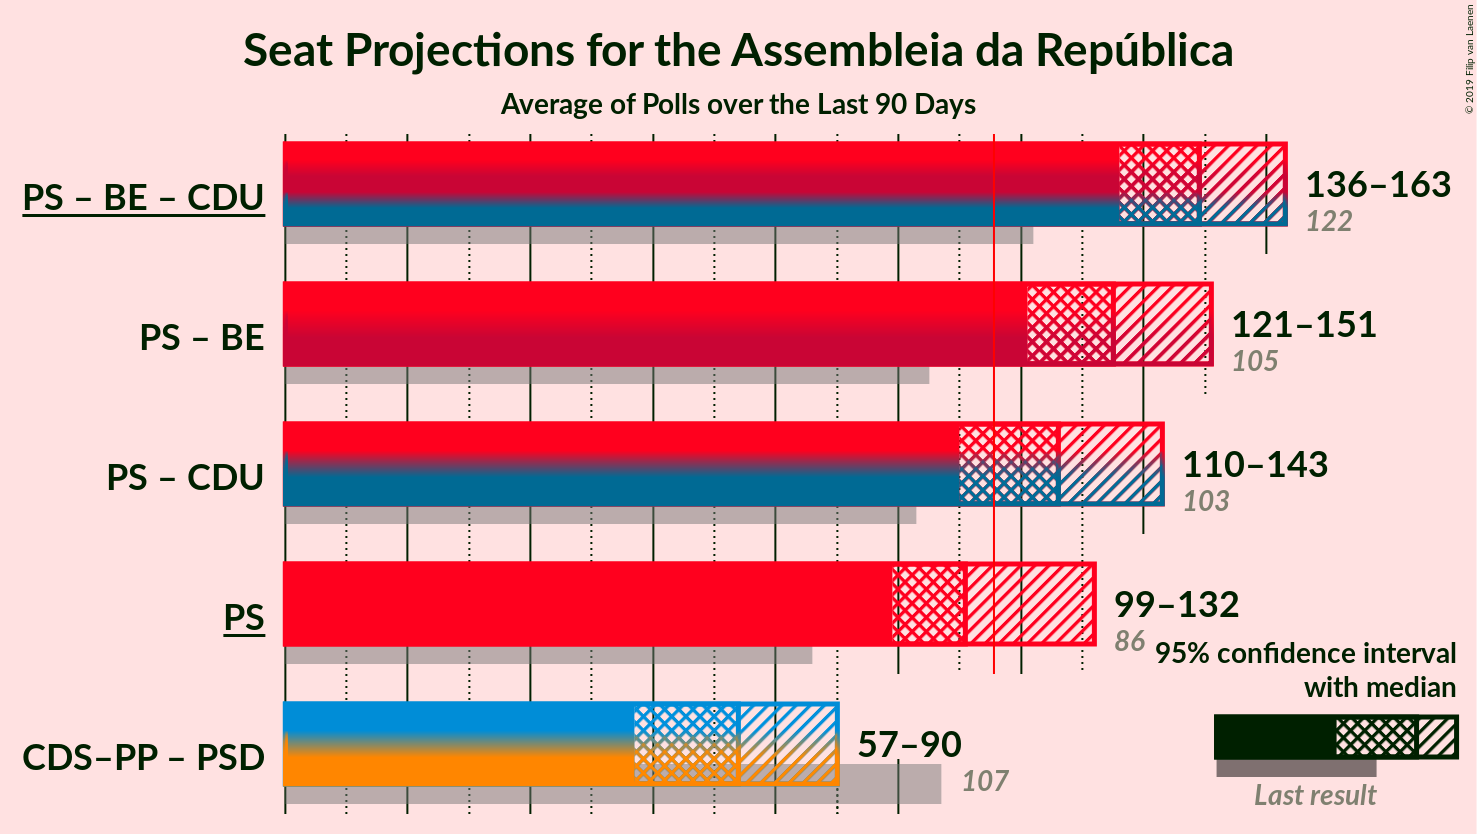 Seat Projections for the Assembleia da República
Average of Polls over the Last 90 Days
© 2019 Filip van Laenen
PS – BE – CDU
136–163
122
PS – BE
121–151
105
PS – CDU
110–143
103
PS
99–132
86
95% confidence interval
with median
CDS–PP – PSD
57–90
107
Last result